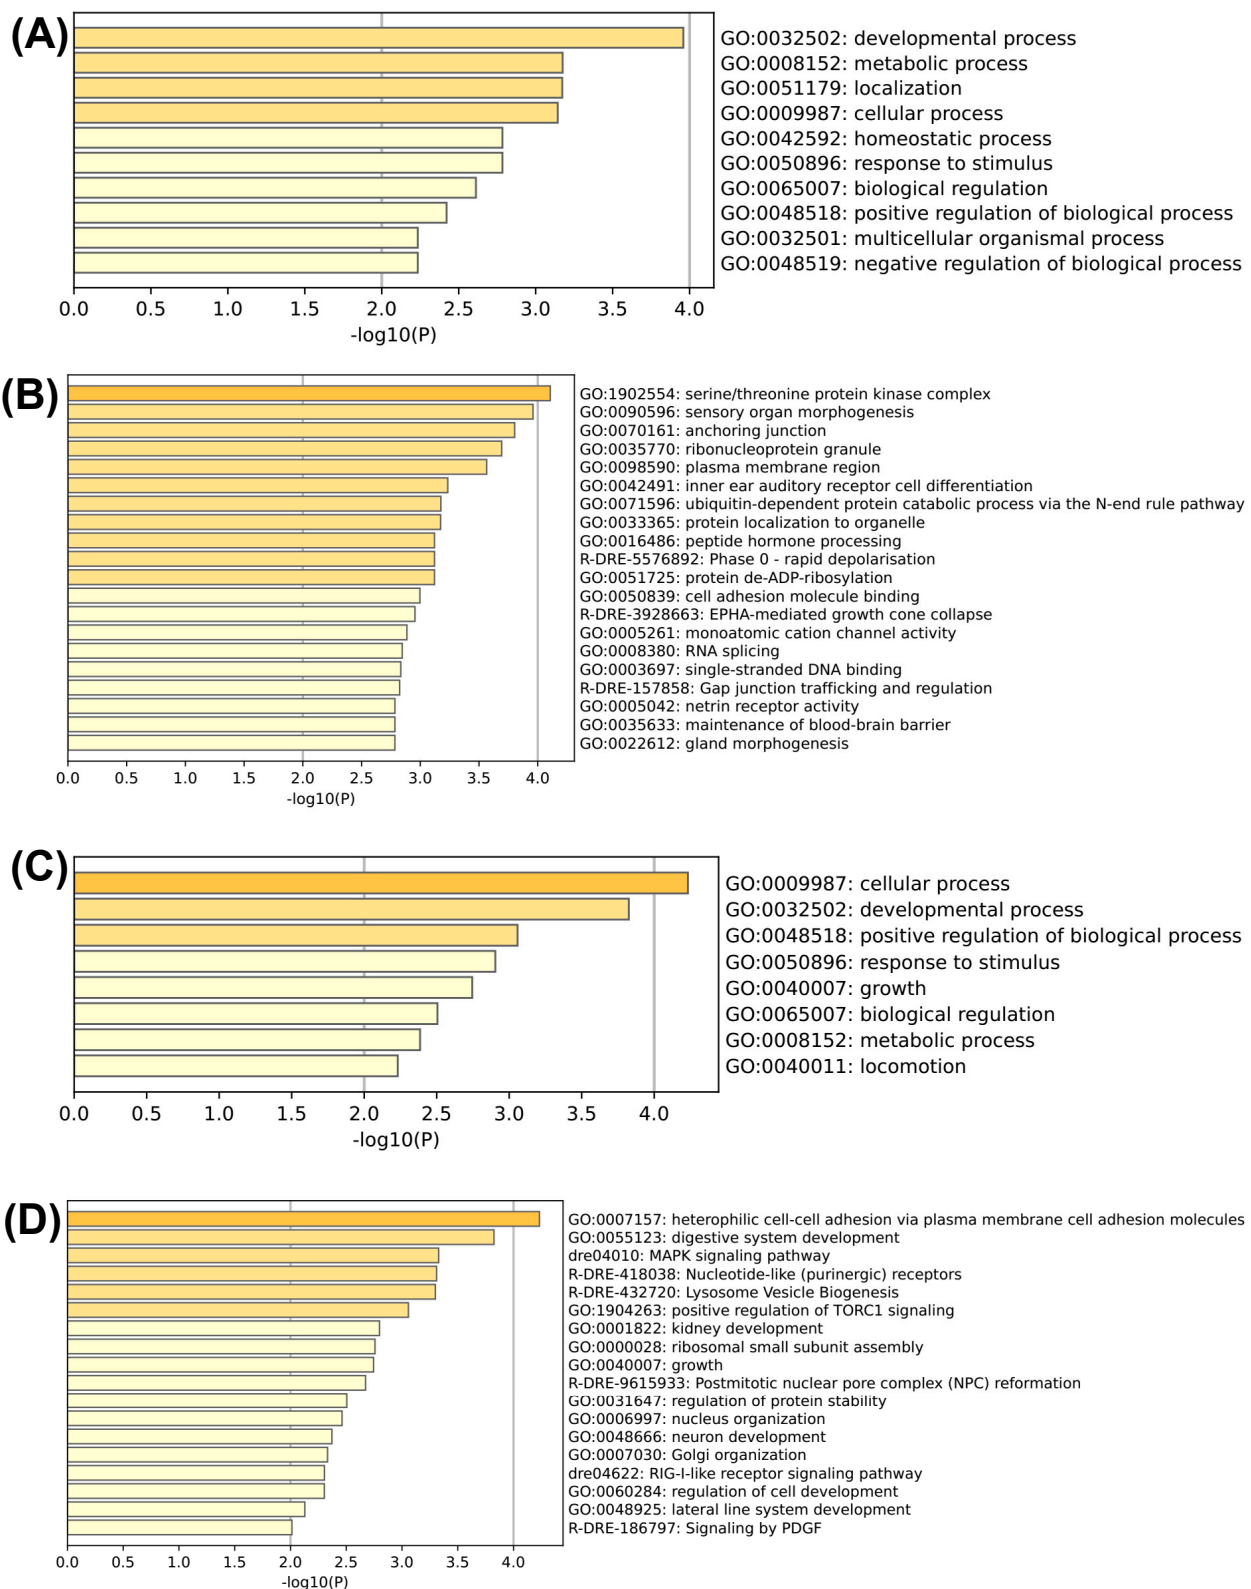 (A)
GO:0032502: developmental process
GO:0008152: metabolic process
GO:0051179: localization
GO:0009987: cellular process
GO:0042592: homeostatic process
GO:0050896: response to stimulus
GO:0065007: biological regulation
GO:0048518: positive regulation of biological process
GO:0032501: multicellular organismal process
GO:0048519: negative regulation of biological process
0.0 0.5 1.0 1.5 2.0 2.5 3.0 3.5 4.0
-log10(P)
(B)
GO:1902554: serine/threonine protein kinase complex
GO:0090596: sensory organ morphogenesis
GO:0070161: anchoring junction
GO:0035770: ribonucleoprotein granule
GO:0098590: plasma membrane region
GO:0042491: inner ear auditory receptor cell differentiation
GO:0071596: ubiquitin-dependent protein catabolic process via the N-end rule pathway
GO:0033365: protein localization to organelle
GO:0016486: peptide hormone processing
R-DRE-5576892: Phase 0 - rapid depolarisation
GO:0051725: protein de-ADP-ribosylation
GO:0050839: cell adhesion molecule binding
R-DRE-3928663: EPHA-mediated growth cone collapse
GO:0005261: monoatomic cation channel activity
GO:0008380: RNA splicing
GO:0003697: single-stranded DNA binding
R-DRE-157858: Gap junction trafficking and regulation
GO:0005042: netrin receptor activity
GO:0035633: maintenance of blood-brain barrier
GO:0022612: gland morphogenesis
0.0 0.5 1.0 1.5 2.0 2.5 3.0 3.5 4.0
-log10(P)
(C)
GO:0009987: cellular process
GO:0032502: developmental process
GO:0048518: positive regulation of biological process
GO:0050896: response to stimulus
GO:0040007: growth
GO:0065007: biological regulation
GO:0008152: metabolic process
GO:0040011: locomotion
0.0 0.5 1.0 1.5 2.0 2.5 3.0 3.5 4.0
-log10(P)
(D)
GO:0007157: heterophilic cell-cell adhesion via plasma membrane cell adhesion molecules
GO:0055123: digestive system development
dre04010: MAPK signaling pathway
R-DRE-418038: Nucleotide-like (purinergic) receptors
R-DRE-432720: Lysosome Vesicle Biogenesis
GO:1904263: positive regulation of TORC1 signaling
GO:0001822: kidney development
GO:0000028: ribosomal small subunit assembly
GO:0040007: growth
R-DRE-9615933: Postmitotic nuclear pore complex (NPC) reformation
GO:0031647: regulation of protein stability
GO:0006997: nucleus organization
GO:0048666: neuron development
GO:0007030: Golgi organization
dre04622: RIG-I-like receptor signaling pathway
GO:0060284: regulation of cell development
GO:0048925: lateral line system development
R-DRE-186797: Signaling by PDGF
0.0 0.5 1.0 1.5 2.0 2.5 3.0 3.5 4.0
-log10(P)